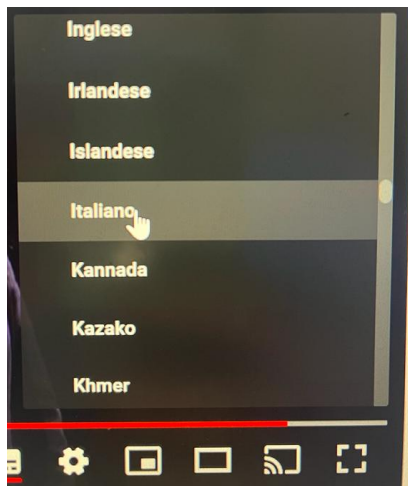 Inglese
Irlandese
Islandese
Italiano
Kannada
Kazako
Khmer